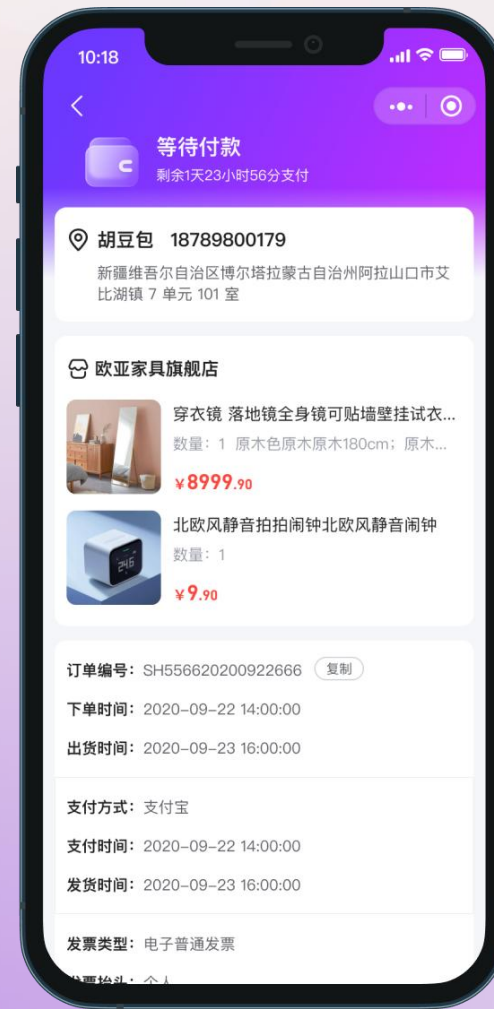 10:18
等待付款
剩余1天23小时56分支付
胡豆包 18789800179
新疆维吾尔自治区博尔塔拉蒙古自治州阿拉山口市艾
比湖镇 7 单元 101 室
欧亚家具旗舰店
穿衣镜 落地镜全身镜可贴墙壁挂试衣...
数量：1 原木色原木原木180cm；原木...
¥8999.90
北欧风静音拍拍闹钟北欧风静音闹钟
24.6
数量：1
¥9.90
订单编号：SH556620200922666 复制
下单时间：2020-09-22 14:00:00
出货时间：2020-09-23 16:00:00
支付方式：支付宝
支付时间：2020-09-22 14:00:00
发货时间：2020-09-23 16:00:00
发票类型：电子普通发票
发票抬头：个人